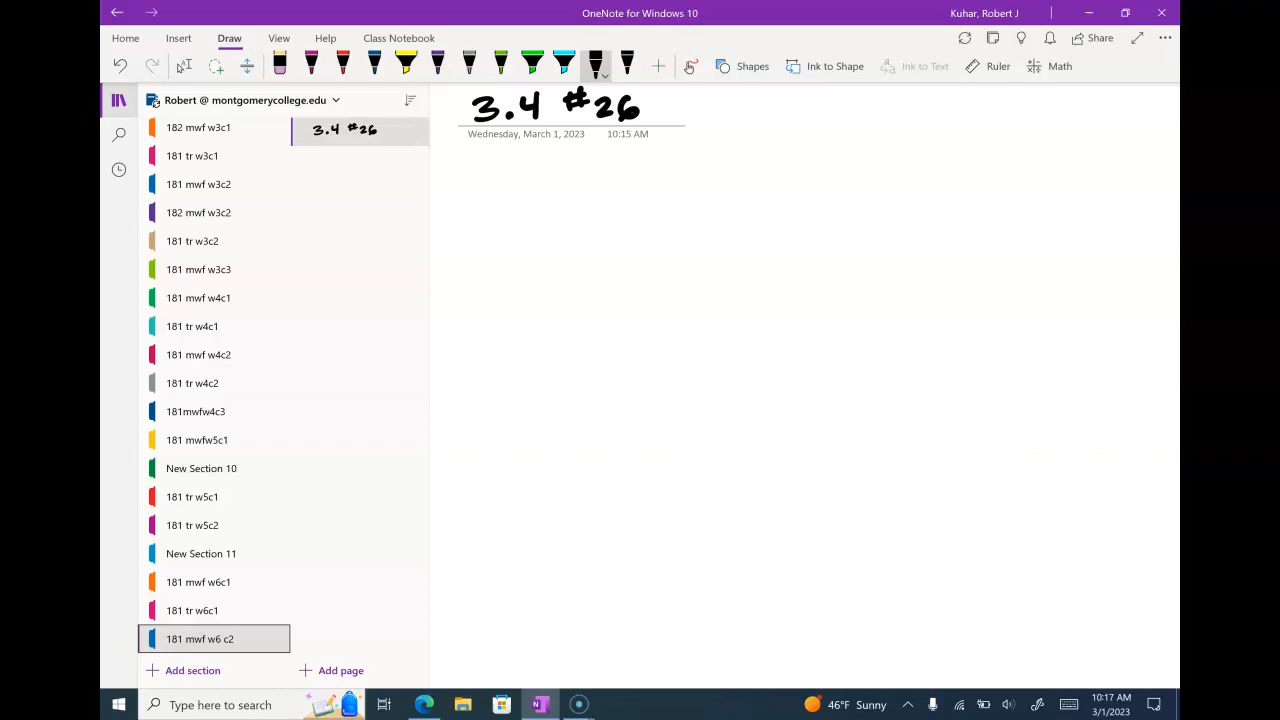 OneNote for Windows 10
Kuhar, Robert J
Home Insert Draw View Help Class Notebook
Share
Shapes Ink to Shape Ink to Text Ruler Math
Robert @ montgomerycollege.edu
182 mwf w3c1
181 tr w3c1
181 mwf w3c2
182 mwf w3c2
181 tr w3c2
181 mwf w3c3
181 mwf w4c1
181 tr w4c1
181 mwf w4c2
181 tr w4c2
181mwfw4c3
181 mwfw5c1
New Section 10
181 tr w5c1
181 tr w5c2
New Section 11
181 mwf w6c1
181 tr w6c1
181 mwf w6 c2
Add section
3.4 #26
Add page
3.4 #26
Wednesday, March 1, 2023 10:15 AM
Type here to search
46°F Sunny
10:17 AM
3/1/2023